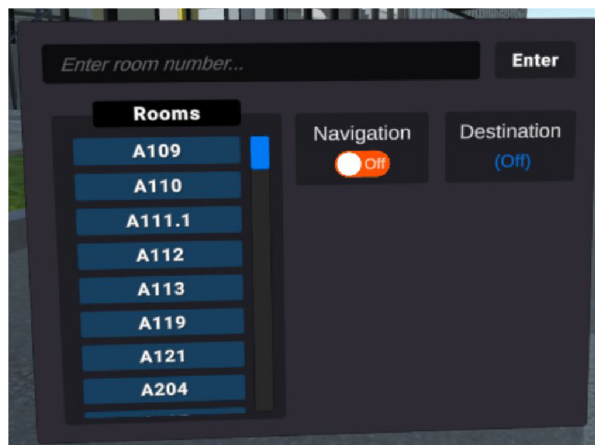 Enter room number...
Enter
Rooms
A109
A110
A111.1
A112
A113
A119
A121
A204
Navigation
Off
Destination
(Off)